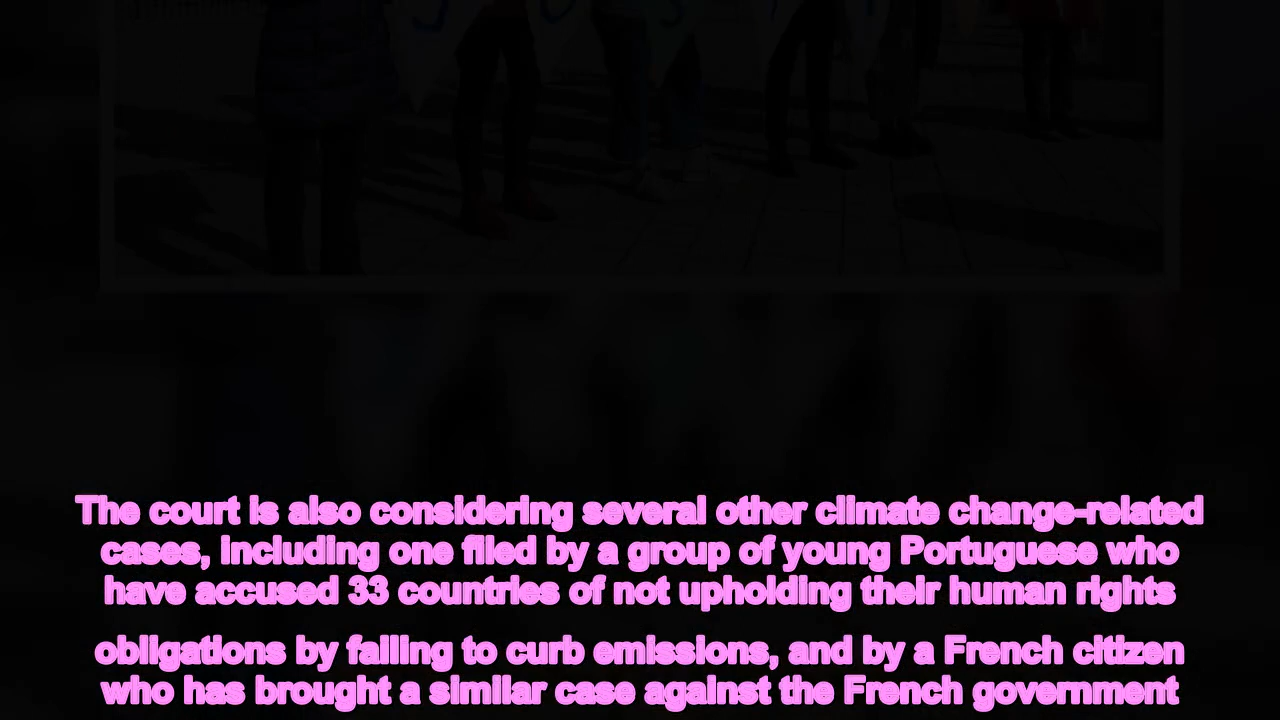 The court is also considering several other climate change-related
cases, including one filed by a group of young Portuguese who
have accused 33 countries of not upholding their human rights
obligations by failing to curb emissions, and by a French citizen
who has brought a similar case against the French government